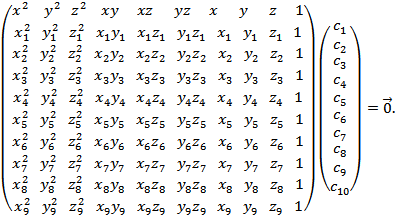 x² y² z² xy xz yz x y z 1
x₁² y₁² z₁² x₁y₁ x₁z₁ y₁z₁ x₁ y₁ z₁ 1 c₁
x₂² y₂² z₂² x₂y₂ x₂z₂ y₂z₂ x₂ y₂ z₂ 1 c₂
x₃² y₃² z₃² x₃y₃ x₃z₃ y₃z₃ x₃ y₃ z₃ 1 c₃
x₄² y₄² z₄² x₄y₄ x₄z₄ y₄z₄ x₄ y₄ z₄ 1 c₄
x₅² y₅² z₅² x₅y₅ x₅z₅ y₅z₅ x₅ y₅ z₅ 1 c₅ = 0⃗.
x₆² y₆² z₆² x₆y₆ x₆z₆ y₆z₆ x₆ y₆ z₆ 1 c₆
x₇² y₇² z₇² x₇y₇ x₇z₇ y₇z₇ x₇ y₇ z₇ 1 c₇
x₈² y₈² z₈² x₈y₈ x₈z₈ y₈z₈ x₈ y₈ z₈ 1 c₈
x₉² y₉² z₉² x₉y₉ x₉z₉ y₉z₉ x₉ y₉ z₉ 1 c₉
c₁₀